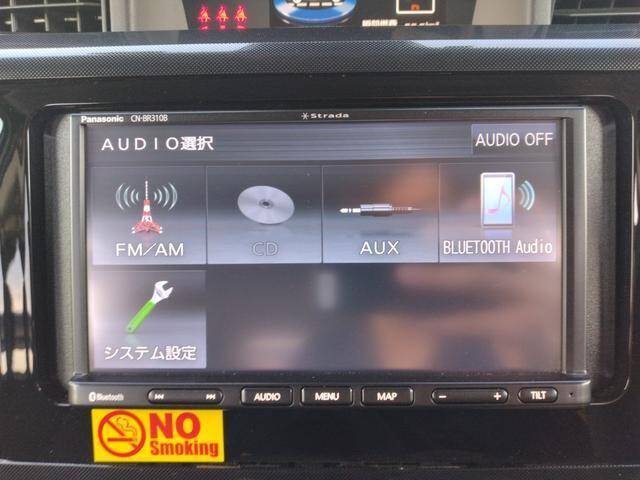 Panasonic CN-BR310B Strada
AUDIO選択 AUDIO OFF
FM/AM CD AUX BLUETOOTH Audio
システム設定
Bluetooth AUDIO MENU MAP − + TILT
NO
Smoking